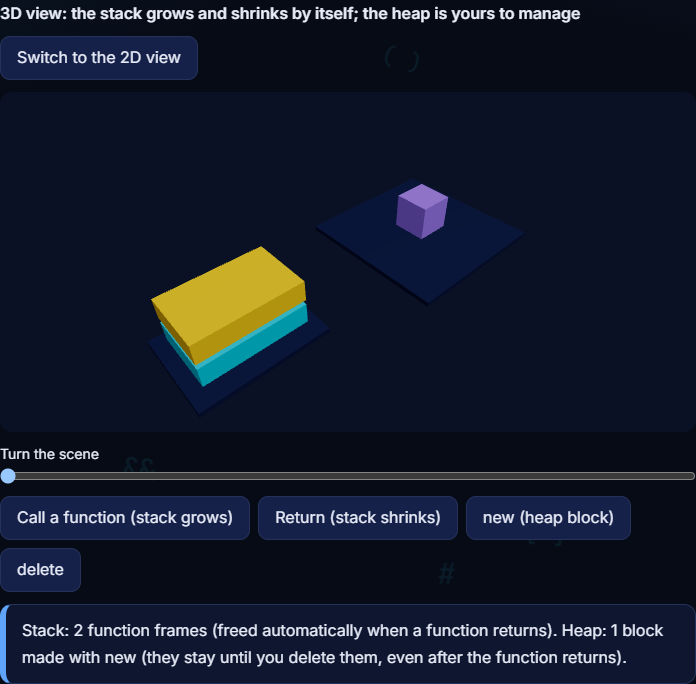 3D view: the stack grows and shrinks by itself; the heap is yours to manage
Switch to the 2D view
( )
Turn the scene
&&
Call a function (stack grows)
Return (stack shrinks)
new (heap block)
delete
#
Stack: 2 function frames (freed automatically when a function returns). Heap: 1 block
made with new (they stay until you delete them, even after the function returns).